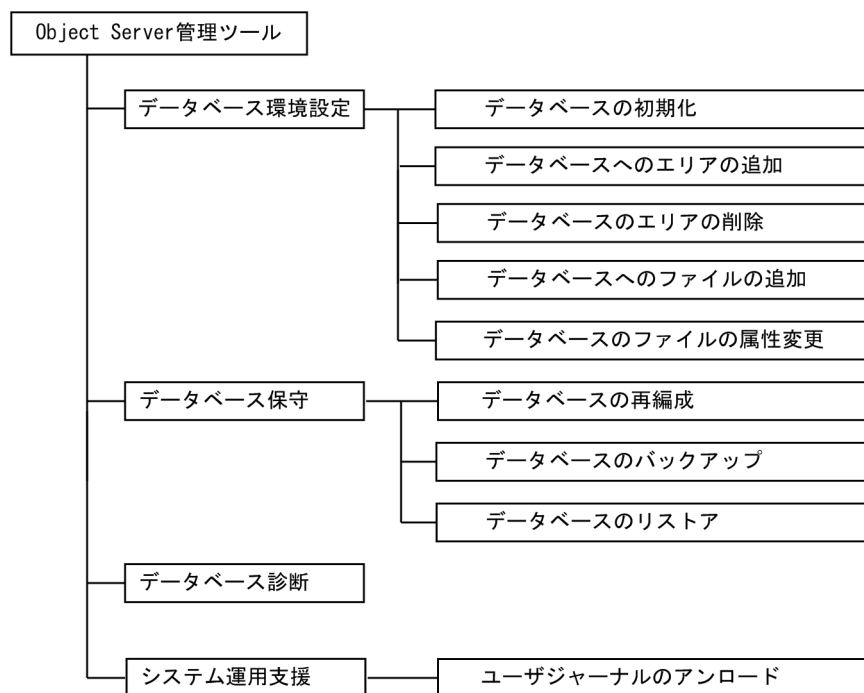 Object Server管理ツール
データベース環境設定
データベースの初期化
データベースへのエリアの追加
データベースのエリアの削除
データベースへのファイルの追加
データベースのファイルの属性変更
データベース保守
データベースの再編成
データベースのバックアップ
データベースのリストア
データベース診断
システム運用支援
ユーザジャーナルのアンロード